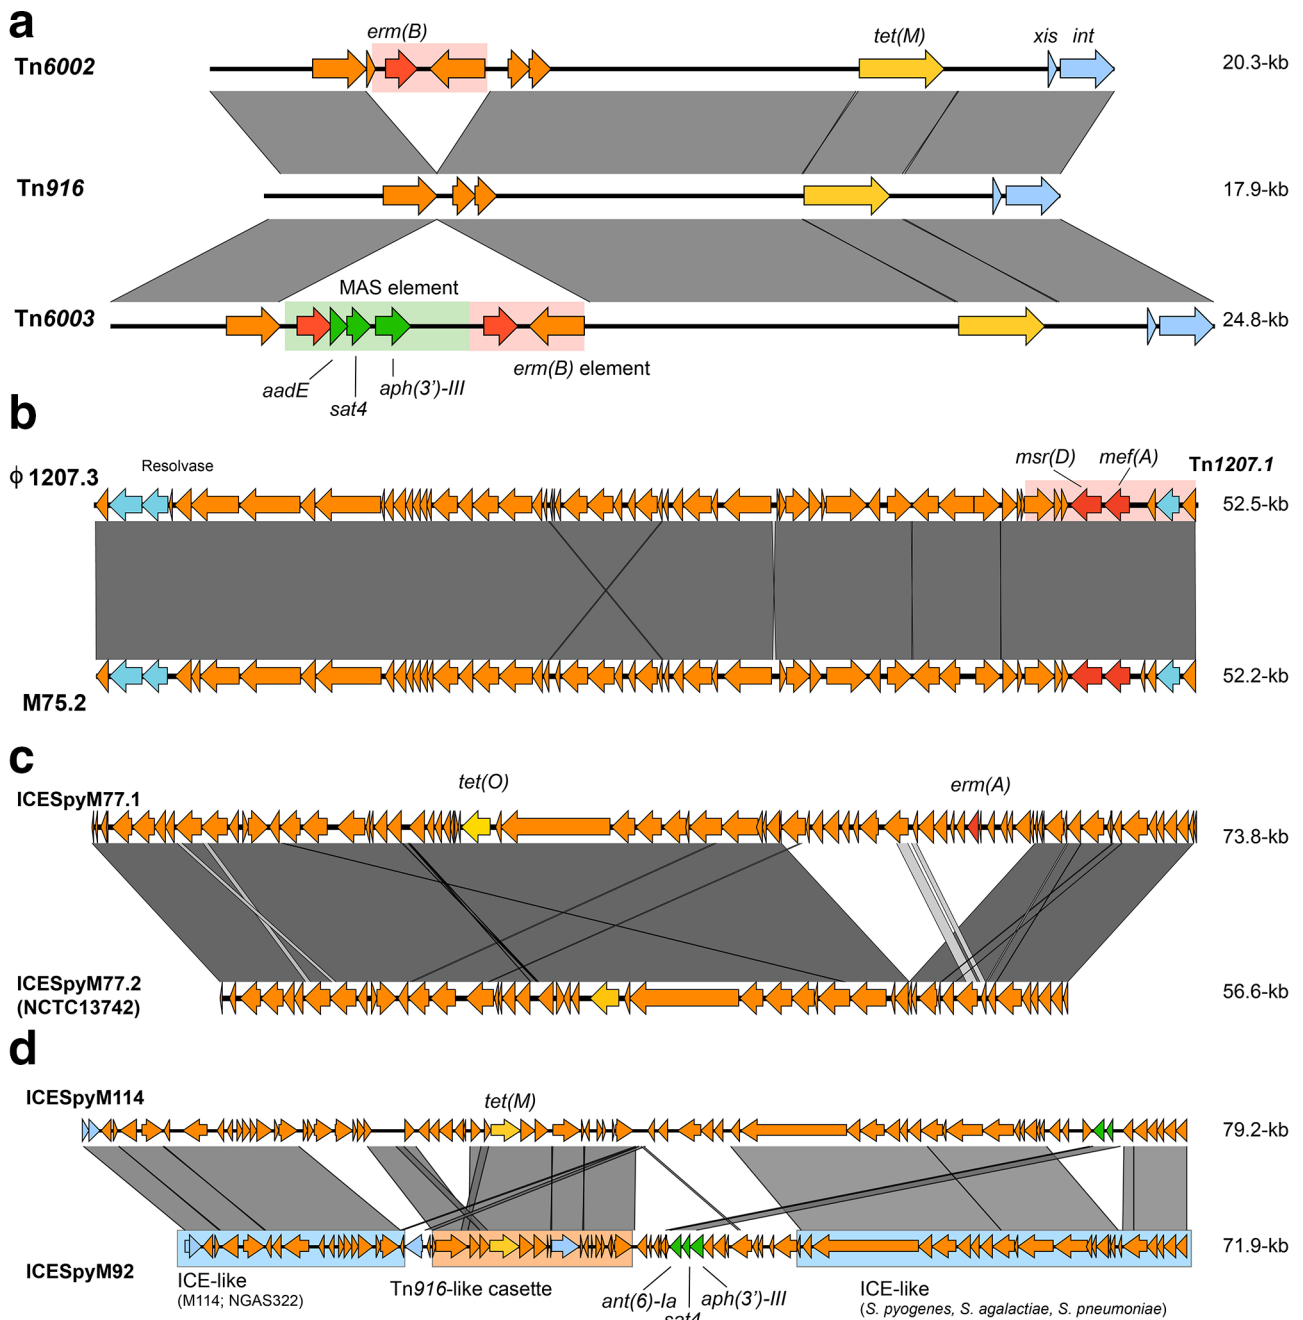 a
erm(B)
tet(M)
xis int
Tn6002
20.3-kb
Tn916
17.9-kb
MAS element
Tn6003
24.8-kb
erm(B) element
aadE
aph(3’)-III
sat4
b
msr(D) mef(A)
Resolvase
Tn1207.1
ϕ 1207.3
52.5-kb
52.2-kb
M75.2
c
tet(O)
erm(A)
ICESpyM77.1
73.8-kb
ICESpyM77.2
(NCTC13742)
56.6-kb
d
ICESpyM114
tet(M)
79.2-kb
71.9-kb
ICESpyM92
ICE-like
(M114; NGAS322)
Tn916-like casette
ant(6)-Ia
aph(3’)-III
sat4
ICE-like
(S. pyogenes, S. agalactiae, S. pneumoniae)